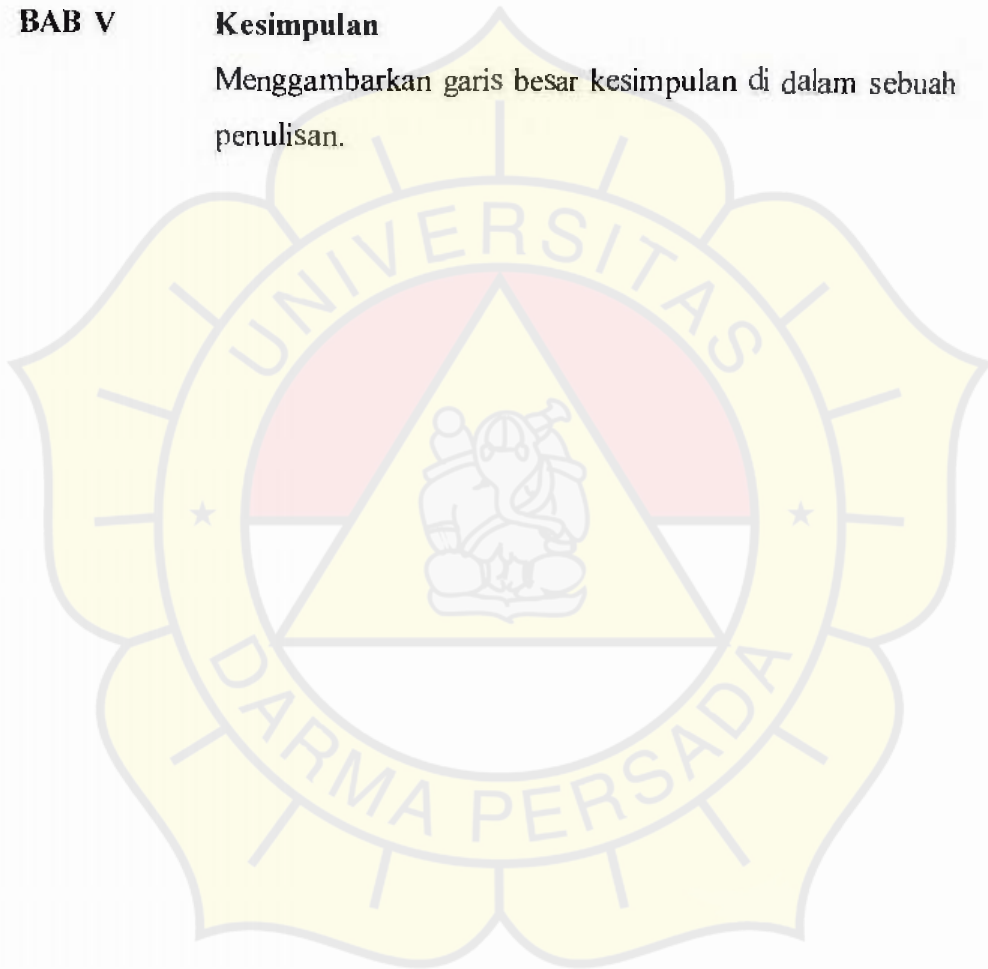 BAB V Kesimpulan
Menggambarkan garis besar kesimpulan di dalam sebuah
penulisan.
UNIVERSITAS
DARMA PERSADA